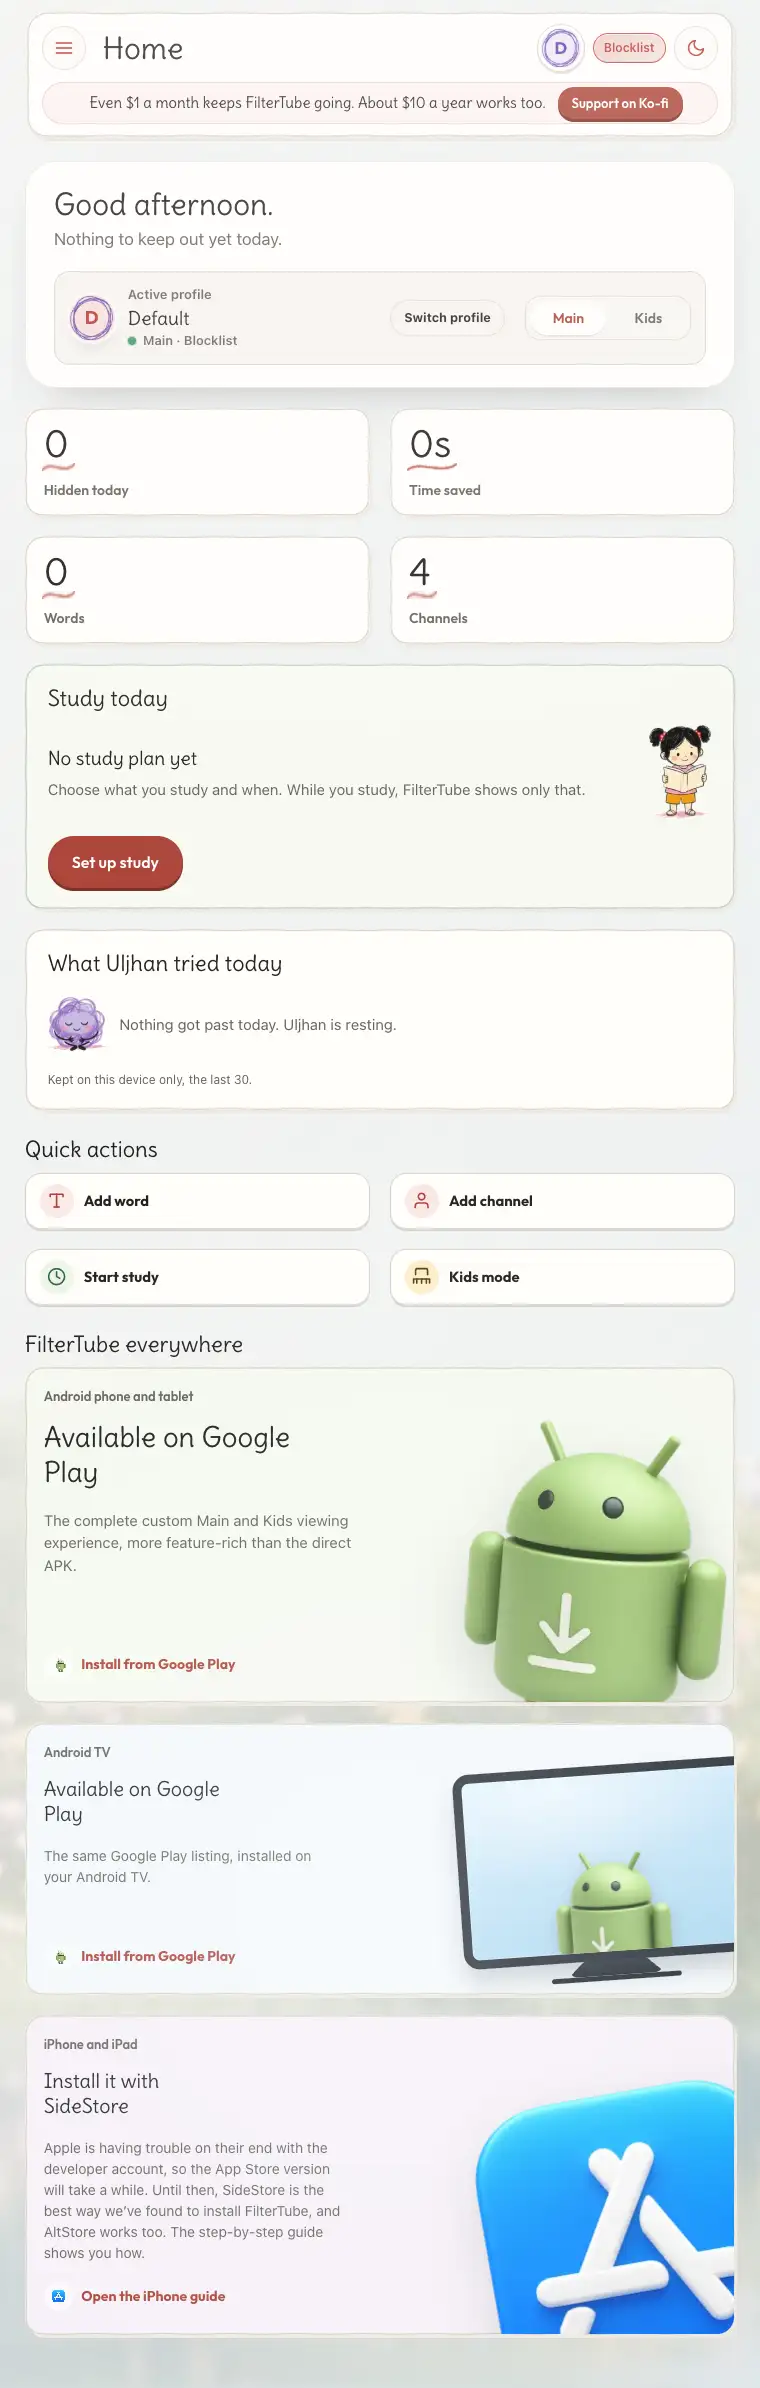 Home
D
Blocklist
Even $1 a month keeps FilterTube going. About $10 a year works too.
Support on Ko-fi
Good afternoon.
Nothing to keep out yet today.
D
Active profile
Default
Main · Blocklist
Switch profile
Main
Kids
0
Hidden today
0s
Time saved
0
Words
4
Channels
Study today
No study plan yet
Choose what you study and when. While you study, FilterTube shows only that.
Set up study
What Uljhan tried today
Nothing got past today. Uljhan is resting.
Kept on this device only, the last 30.
Quick actions
Add word
Add channel
Start study
Kids mode
FilterTube everywhere
Android phone and tablet
Available on Google
Play
The complete custom Main and Kids viewing
experience, more feature-rich than the direct
APK.
Install from Google Play
Android TV
Available on Google
Play
The same Google Play listing, installed on
your Android TV.
Install from Google Play
iPhone and iPad
Install it with
SideStore
Apple is having trouble on their end with the
developer account, so the App Store version
will take a while. Until then, SideStore is the
best way we've found to install FilterTube, and
AltStore works too. The step-by-step guide
shows you how.
Open the iPhone guide